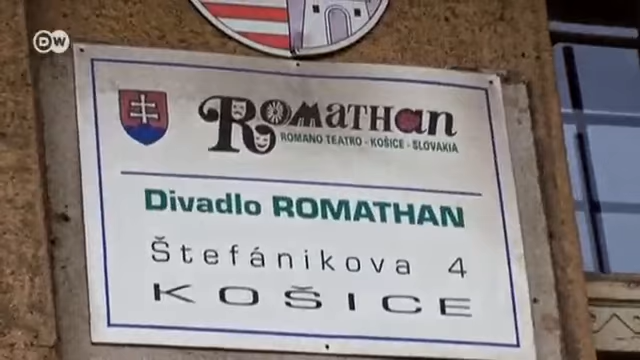 DW
ROMATHAN
ROMANO TEATRO - KOŠICE - SLOVAKIA
Divadlo ROMATHAN
Štefánikova 4
KOŠICE